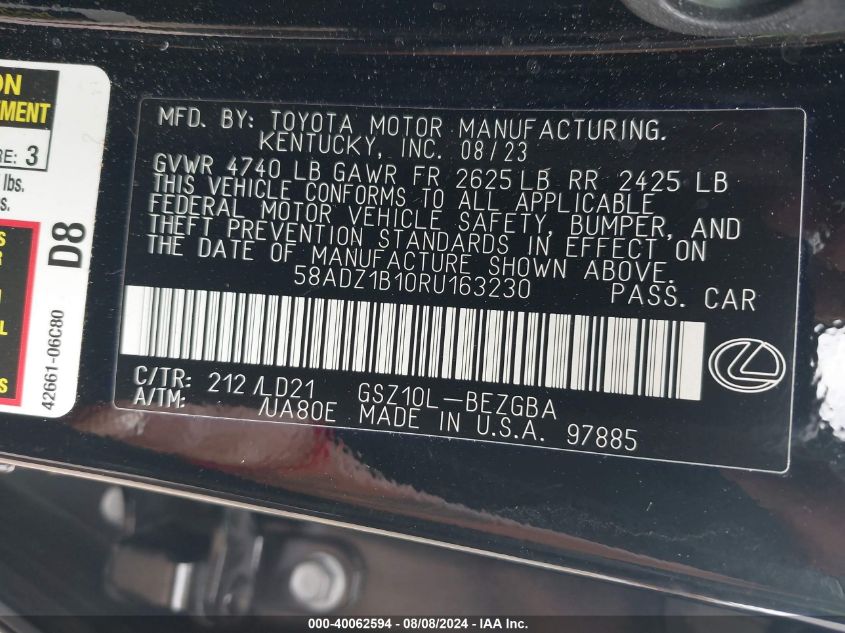 ON
EMENT
RE: 3
lbs.
s.
S
R
L
S
D8
42661-06C80
MFD. BY: TOYOTA MOTOR MANUFACTURING.
KENTUCKY, INC. 08/23
GVWR 4740 LB GAWR FR 2625 LB RR 2425 LB
THIS VEHICLE CONFORMS TO ALL APPLICABLE
FEDERAL MOTOR VEHICLE SAFETY, BUMPER, AND
THEFT PREVENTION STANDARDS IN EFFECT ON
THE DATE OF MANUFACTURE SHOWN ABOVE.
58ADZ1B10RU163230 PASS. CAR
C/TR: 212/LD21 GSZ10L-BEZGBA
A/TM: /UA80E MADE IN U.S.A. 97885
000-40062594 - 08/08/2024 - IAA Inc.